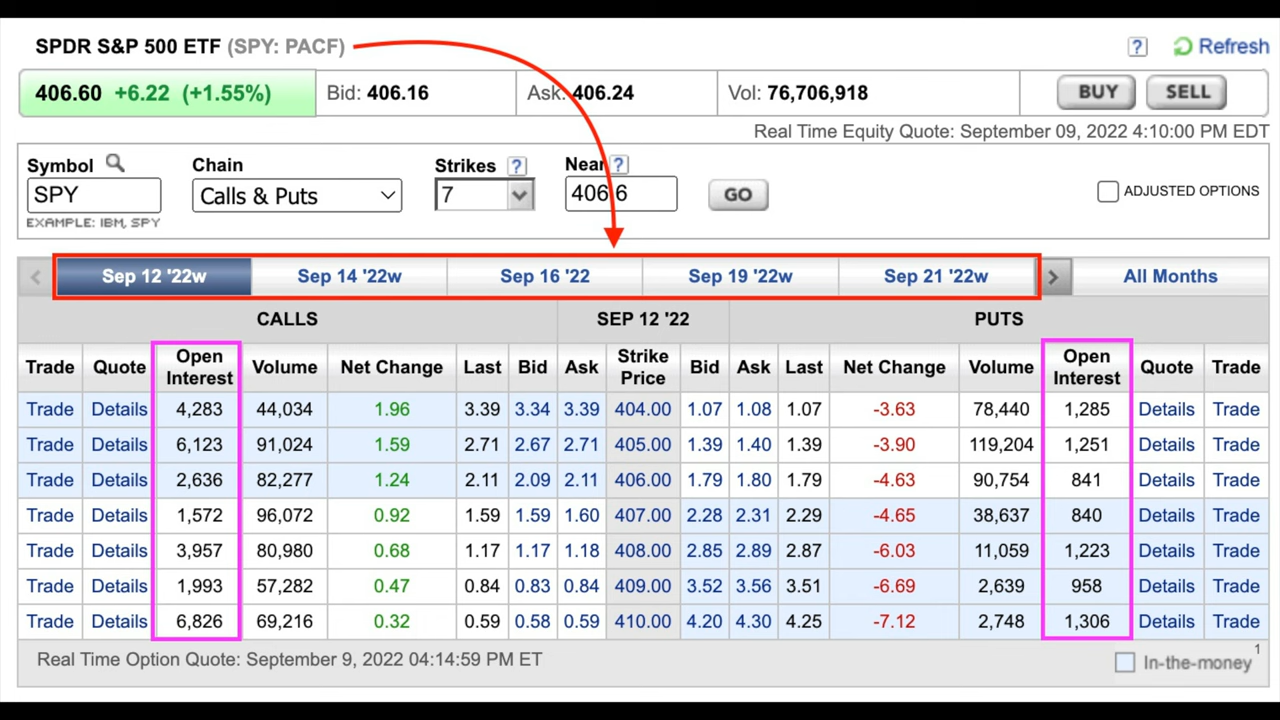 SPDR S&P 500 ETF (SPY: PACF)
? Refresh
406.60 +6.22 (+1.55%) Bid: 406.16 Ask: 406.24 Vol: 76,706,918 BUY SELL
Real Time Equity Quote: September 09, 2022 4:10:00 PM EDT
Symbol Chain Strikes ? Near ?
SPY Calls & Puts 7 406.6 GO ADJUSTED OPTIONS
EXAMPLE: IBM, SPY
< Sep 12 '22w Sep 14 '22w Sep 16 '22 Sep 19 '22w Sep 21 '22w > All Months
CALLS SEP 12 '22 PUTS
Trade Quote Open Interest Volume Net Change Last Bid Ask Strike Price Bid Ask Last Net Change Volume Open Interest Quote Trade
Trade Details 4,283 44,034 1.96 3.39 3.34 3.39 404.00 1.07 1.08 1.07 -3.63 78,440 1,285 Details Trade
Trade Details 6,123 91,024 1.59 2.71 2.67 2.71 405.00 1.39 1.40 1.39 -3.90 119,204 1,251 Details Trade
Trade Details 2,636 82,277 1.24 2.11 2.09 2.11 406.00 1.79 1.80 1.79 -4.63 90,754 841 Details Trade
Trade Details 1,572 96,072 0.92 1.59 1.59 1.60 407.00 2.28 2.31 2.29 -4.65 38,637 840 Details Trade
Trade Details 3,957 80,980 0.68 1.17 1.17 1.18 408.00 2.85 2.89 2.87 -6.03 11,059 1,223 Details Trade
Trade Details 1,993 57,282 0.47 0.84 0.83 0.84 409.00 3.52 3.56 3.51 -6.69 2,639 958 Details Trade
Trade Details 6,826 69,216 0.32 0.59 0.58 0.59 410.00 4.20 4.30 4.25 -7.12 2,748 1,306 Details Trade
Real Time Option Quote: September 9, 2022 04:14:59 PM ET
In-the-money 1